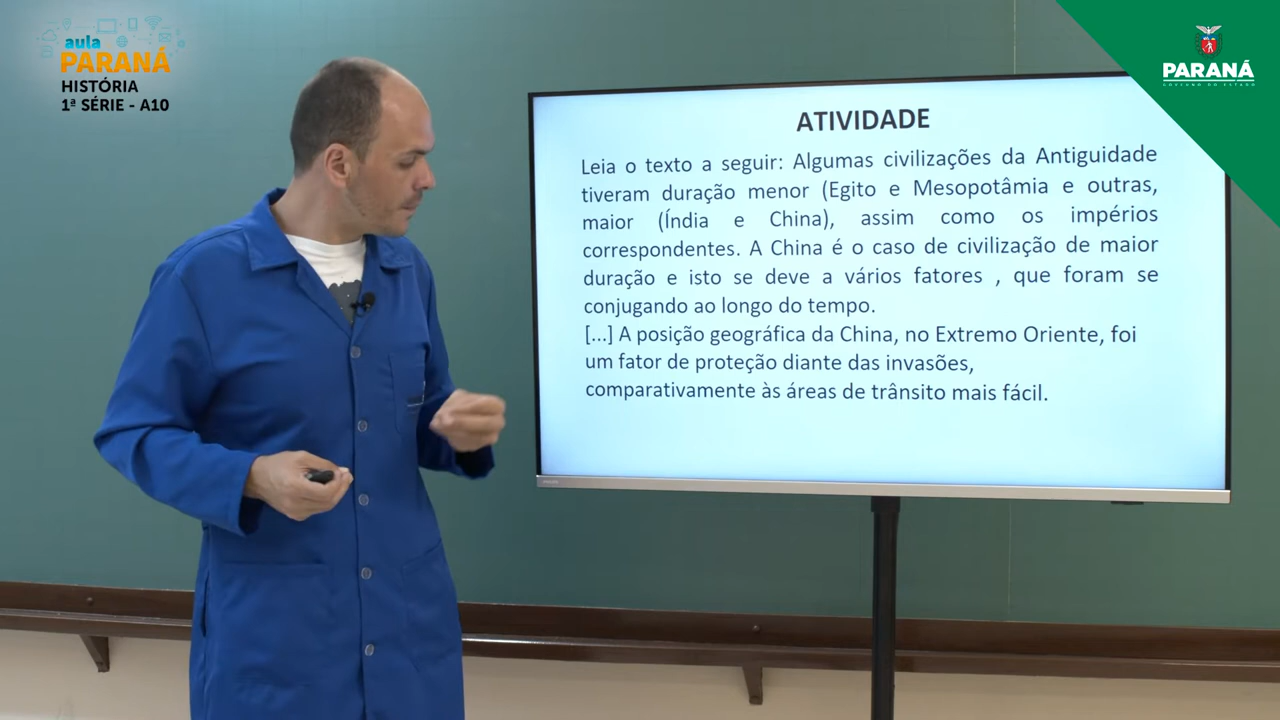 aula
PARANÁ
HISTÓRIA
1ª SÉRIE - A10
PARANÁ
GOVERNO DO ESTADO
ATIVIDADE
Leia o texto a seguir: Algumas civilizações da Antiguidade
tiveram duração menor (Egito e Mesopotâmia e outras,
maior (Índia e China), assim como os impérios
correspondentes. A China é o caso de civilização de maior
duração e isto se deve a vários fatores , que foram se
conjugando ao longo do tempo.
[...] A posição geográfica da China, no Extremo Oriente, foi
um fator de proteção diante das invasões,
comparativamente às áreas de trânsito mais fácil.